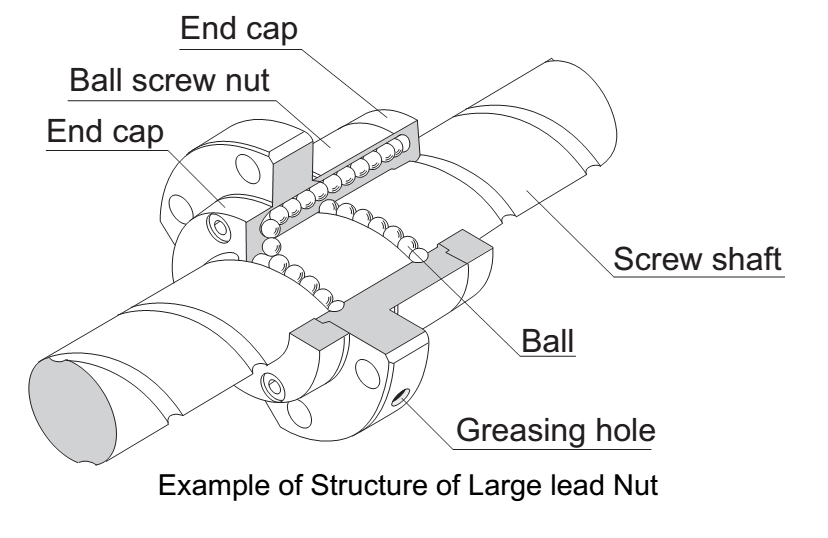 End cap
Ball screw nut
End cap
Screw shaft
Ball
Greasing hole
Example of Structure of Large lead Nut